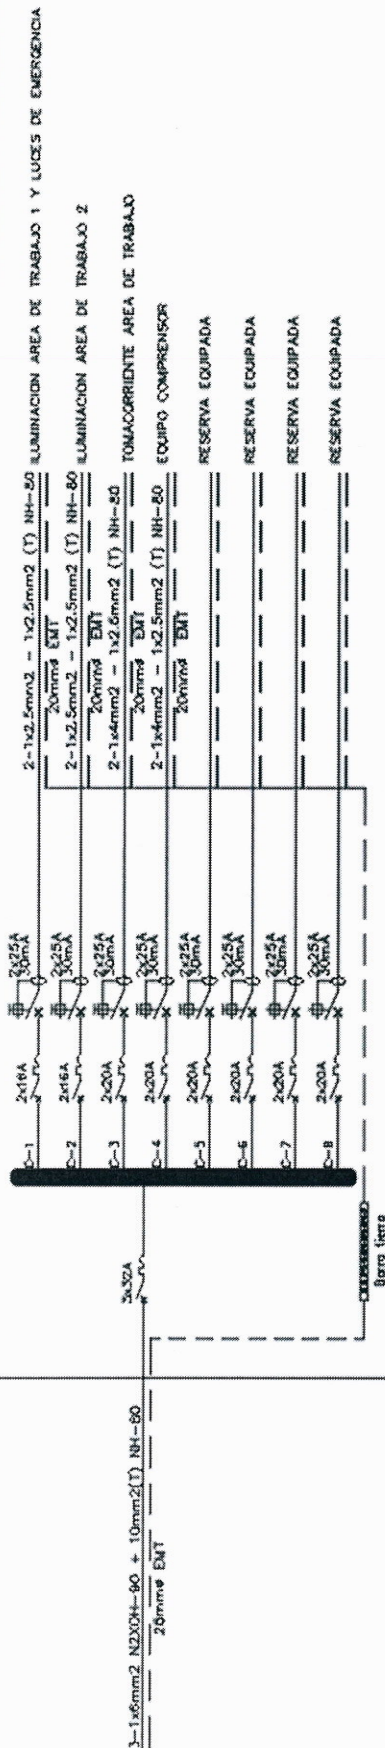 3-1x6mm2 N2XOH-90 + 10mm2(T) NH-80
25mmø EMT
3x32A
Barra tierra
C-1
2x16A
2x25A
30mA
2-1x2.5mm2 - 1x2.5mm2 (T) NH-80
20mmø EMT
ILUMINACION AREA DE TRABAJO 1 Y LUCES DE EMERGENCIA
C-2
2x16A
2x25A
30mA
2-1x2.5mm2 - 1x2.5mm2 (T) NH-80
20mmø EMT
ILUMINACION AREA DE TRABAJO 2
C-3
2x20A
2x25A
30mA
2-1x4mm2 - 1x2.5mm2 (T) NH-80
20mmø EMT
TOMACORRIENTE AREA DE TRABAJO
C-4
2x20A
2x25A
30mA
2-1x4mm2 - 1x2.5mm2 (T) NH-80
20mmø EMT
EQUIPO COMPRENSOR
C-5
2x20A
2x25A
30mA
RESERVA EQUIPADA
C-6
2x20A
2x25A
30mA
RESERVA EQUIPADA
C-7
2x20A
2x25A
30mA
RESERVA EQUIPADA
C-8
2x20A
2x25A
30mA
RESERVA EQUIPADA